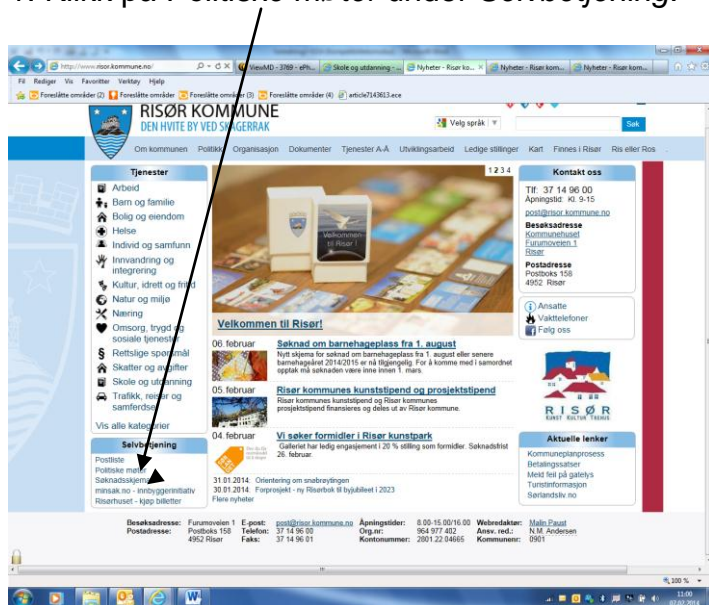 1. Klikk på Politiske møter under Selvbetjening.
http://www.risor.kommune.no/
ViewMD - 3769 - ePh...
Skole og utdanning - ...
Nyheter - Risør ko...
Nyheter - Risør kom...
Nyheter - Risør kom...
Fil Rediger Vis Favoritter Verktøy Hjelp
Foreslåtte områder
Foreslåtte områder (2)
Foreslåtte områder
Foreslåtte områder (3)
Foreslåtte områder (4)
article7143613.ece
RISØR KOMMUNE
DEN HVITE BY VED SKAGERRAK
Velg språk
Søk
Om kommunen Politikk Organisasjon Dokumenter Tjenester A-Å Utviklingsarbeid Ledige stillinger Kart Finnes i Risør Ris eller Ros
Tjenester
Arbeid
Barn og familie
Bolig og eiendom
Helse
Individ og samfunn
Innvandring og
integrering
Kultur, idrett og fritid
Natur og miljø
Næring
Omsorg, trygd og
sosiale tjenester
Rettslige spørsmål
Skatter og avgifter
Skole og utdanning
Trafikk, reiser og
samferdsel
Vis alle kategorier
Selvbetjening
Postliste
Politiske møter
Søknadsskjema
minsak.no - innbyggerinitiativ
Risørhuset - kjøp billetter
1 2 3 4
Velkommen
til Risør !
Velkommen til Risør!
06. februar
Søknad om barnehageplass fra 1. august
Nytt skjema for søknad om barnehageplass fra 1. august eller senere
barnehageåret 2014/2015 er nå tilgjengelig. For å komme med i samordnet
opptak må søknaden være inne innen 1. mars.
05. februar
Risør kommunes kunststipend og prosjektstipend
Risør kommunes kunststipend og Risør kommunes
prosjektstipend finansieres og deles ut av Risør kommune.
04. februar
Vi søker formidler i Risør kunstpark
Galleriet har ledig engasjement i 20 % stilling som formidler. Søknadsfrist
26. februar.
31.01.2014: Orientering om snøbrøytingen
30.01.2014: Forprosjekt - ny Risørbok til byjubileet i 2023
Flere nyheter
Kontakt oss
Tlf: 37 14 96 00
Åpningstid: Kl. 9-15
post@risor.kommune.no
Besøksadresse
Kommunehuset
Furumoveien 1
Risør
Postadresse
Postboks 158
4952 Risør
Ansatte
Vakttelefoner
Følg oss
RISØR
KUNST KULTUR TREHUS
Aktuelle lenker
Kommuneplanprosess
Betalingssatser
Meld feil på gatelys
Turistinformasjon
Sørlandsliv no
Besøksadresse: Furumoveien 1 E-post: post@risor.kommune.no Åpningstider: 8.00-15.00/16.00 Webredaktør: Malin Paust
Postadresse: Postboks 158 Telefon: 37 14 96 00 Org.nr: 964 977 402 Ansv. red.: N.M. Andersen
4952 Risør Faks: 37 14 96 01 Kontonummer: 2801.22.04665 Kommunenr: 0901
100 %
11:00
07.02.2014